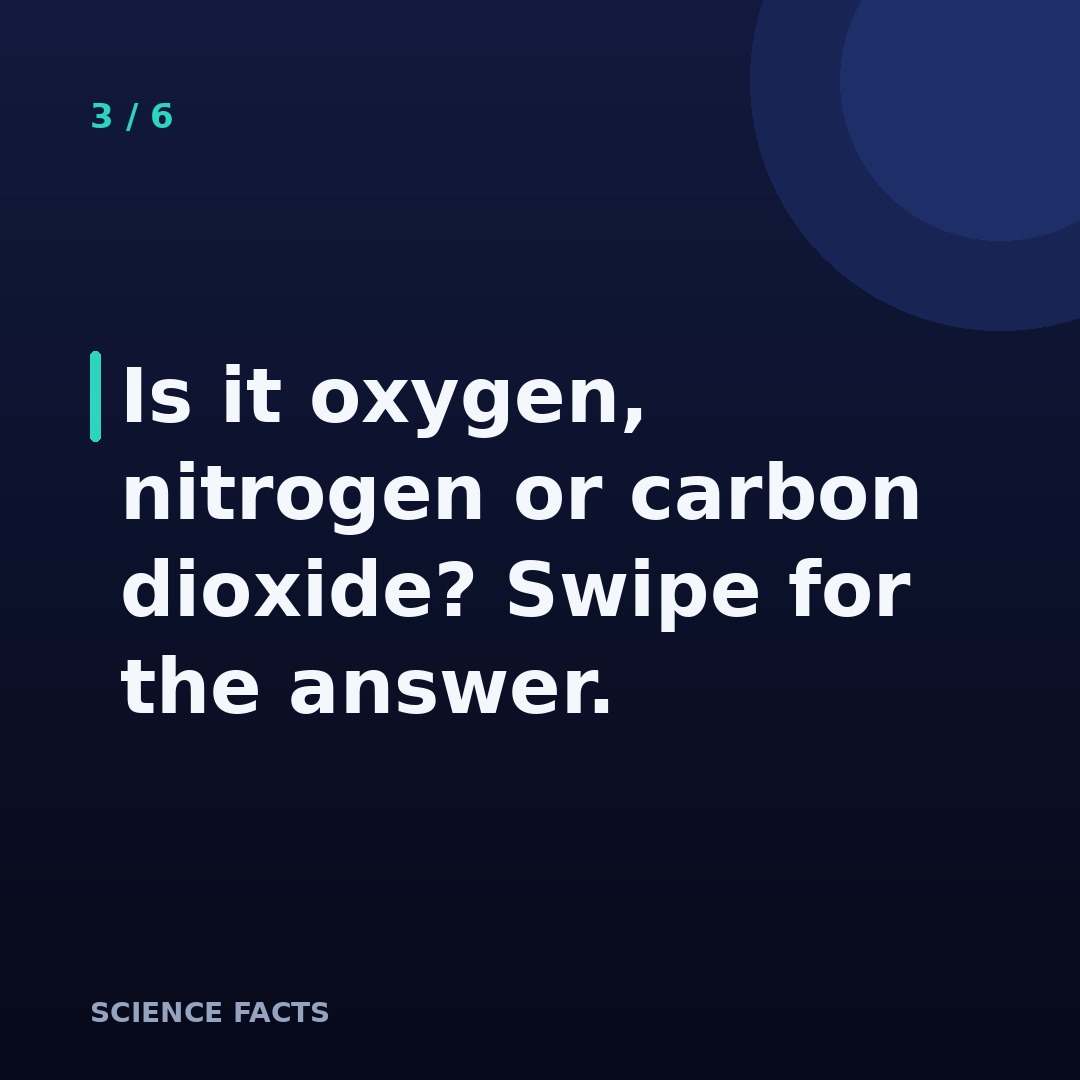 3 / 6
Is it oxygen,
nitrogen or carbon
dioxide? Swipe for
the answer.
SCIENCE FACTS